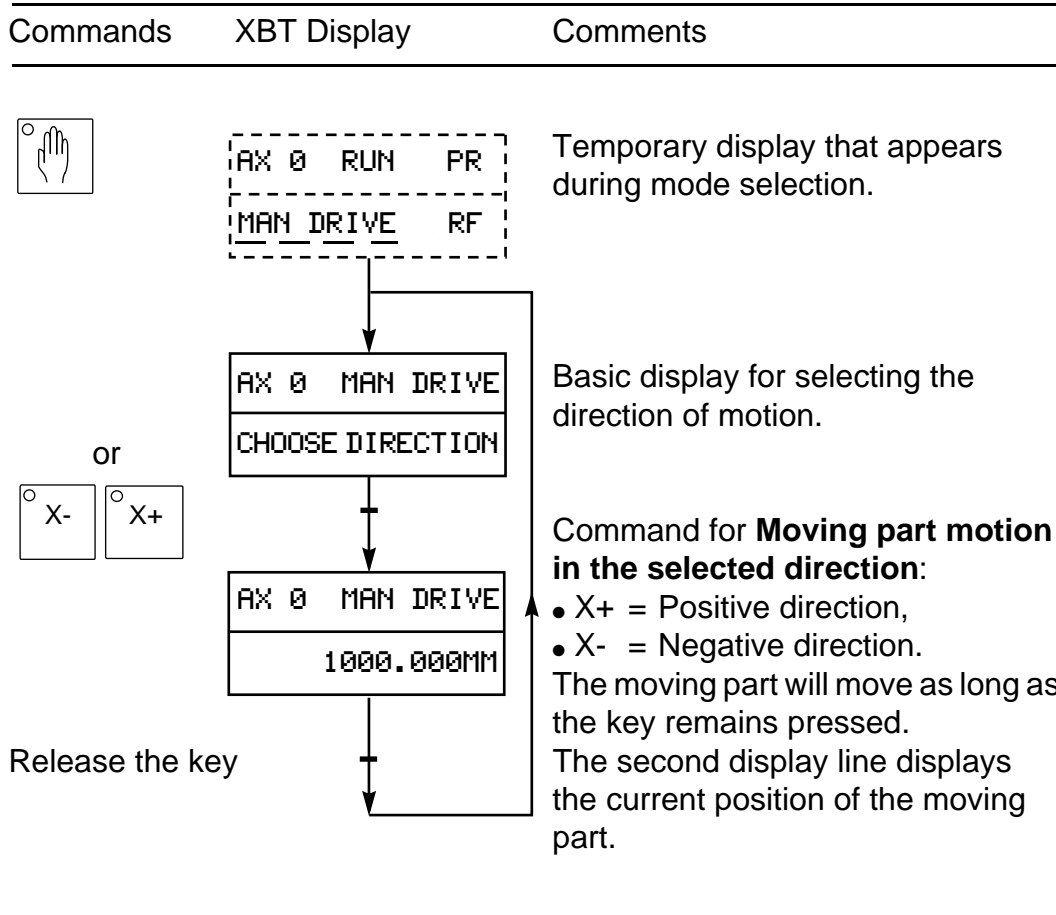 Commands XBT Display Comments
AX 0 RUN PR
MAN DRIVE RF
Temporary display that appears
during mode selection.
AX 0 MAN DRIVE
CHOOSE DIRECTION
Basic display for selecting the
direction of motion.
or
X- X+
AX 0 MAN DRIVE
1000.000MM
Command for Moving part motion
in the selected direction:
● X+ = Positive direction,
● X- = Negative direction.
The moving part will move as long as
the key remains pressed.
Release the key
The second display line displays
the current position of the moving
part.